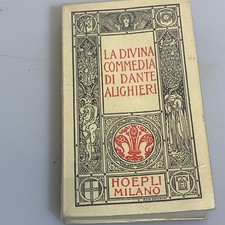 LA DIVINA
COMMEDIA
DI DANTE
ALIGHIERI
HOEPLI
MILANO